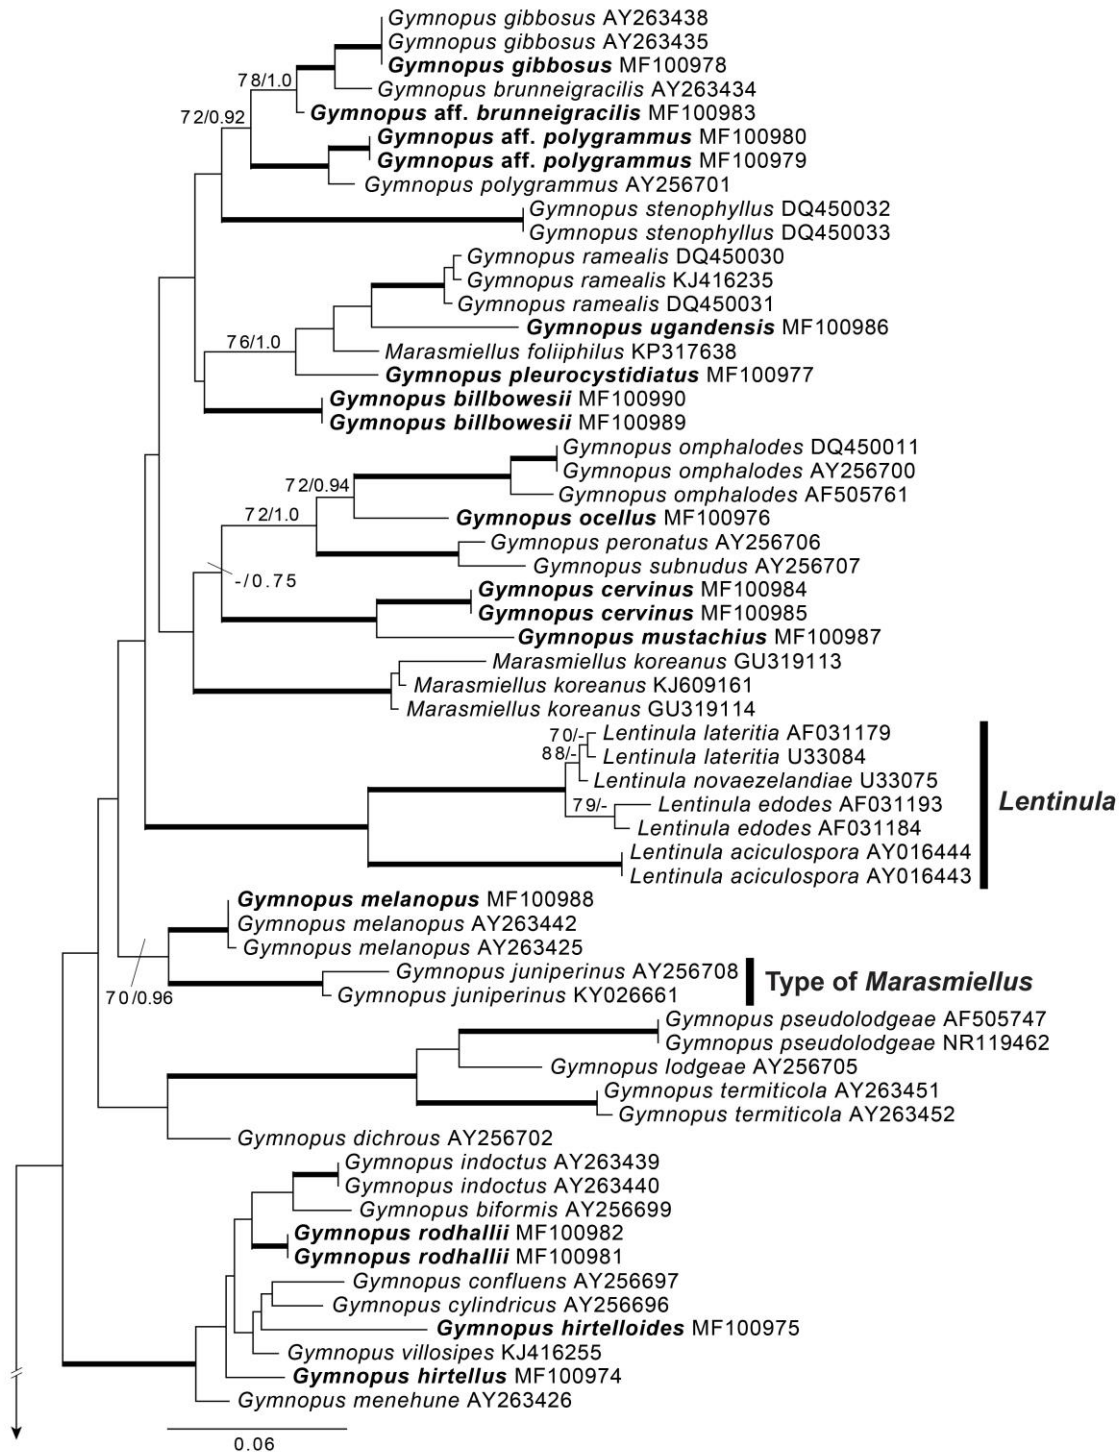 Gymnopus gibbosus AY263438
Gymnopus gibbosus AY263435
78/1.0
Gymnopus gibbosus MF100978
Gymnopus brunneigracilis AY263434
72/0.92
Gymnopus aff. brunneigracilis MF100983
Gymnopus aff. polygrammus MF100980
Gymnopus aff. polygrammus MF100979
Gymnopus polygrammus AY256701
Gymnopus stenophyllus DQ450032
Gymnopus stenophyllus DQ450033
Gymnopus ramealis DQ450030
Gymnopus ramealis KJ416235
Gymnopus ramealis DQ450031
Gymnopus ugandensis MF100986
76/1.0
Marasmiellus foliiphilus KP317638
Gymnopus pleurocystidiatus MF100977
Gymnopus billbowesii MF100990
Gymnopus billbowesii MF100989
Gymnopus omphalodes DQ450011
Gymnopus omphalodes AY256700
72/0.94
Gymnopus omphalodes AF505761
72/1.0
Gymnopus ocellus MF100976
Gymnopus peronatus AY256706
Gymnopus subnudus AY256707
-/0.75
Gymnopus cervinus MF100984
Gymnopus cervinus MF100985
Gymnopus mustachius MF100987
Marasmiellus koreanus GU319113
Marasmiellus koreanus KJ609161
Marasmiellus koreanus GU319114
70/-
Lentinula lateritia AF031179
88/-
Lentinula lateritia U33084
Lentinula novaezelandiae U33075
79/-
Lentinula edodes AF031193
Lentinula
Lentinula edodes AF031184
Lentinula aciculospora AY016444
Lentinula aciculospora AY016443
Gymnopus melanopus MF100988
Gymnopus melanopus AY263442
Gymnopus melanopus AY263425
Gymnopus juniperinus AY256708
Type of Marasmiellus
70/0.96
Gymnopus juniperinus KY026661
Gymnopus pseudolodgeae AF505747
Gymnopus pseudolodgeae NR119462
Gymnopus lodgeae AY256705
Gymnopus termiticola AY263451
Gymnopus termiticola AY263452
Gymnopus dichrous AY256702
Gymnopus indoctus AY263439
Gymnopus indoctus AY263440
Gymnopus biformis AY256699
Gymnopus rodhallii MF100982
Gymnopus rodhallii MF100981
Gymnopus confluens AY256697
Gymnopus cylindricus AY256696
Gymnopus hirtelloides MF100975
Gymnopus villosipes KJ416255
Gymnopus hirtellus MF100974
Gymnopus menehune AY263426
0.06